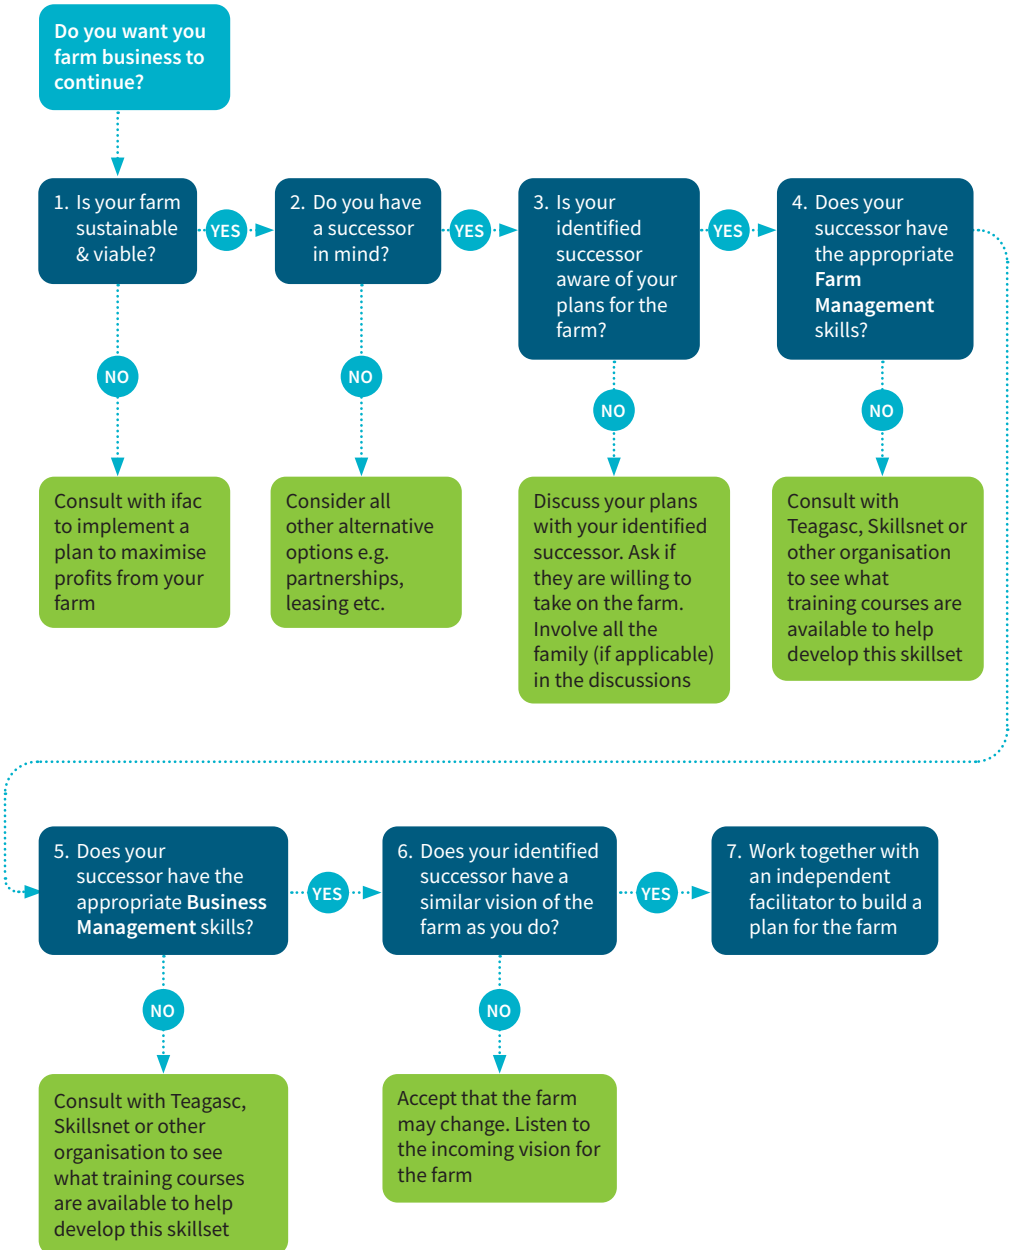 Do you want you
farm business to
continue?
1. Is your farm
sustainable
& viable?
YES
2. Do you have
a successor
in mind?
YES
3. Is your
identified
successor
aware of your
plans for the
farm?
YES
4. Does your
successor have
the appropriate
Farm
Management
skills?
NO
NO
NO
NO
Consult with ifac
to implement a
plan to maximise
profits from your
farm
Consider all
other alternative
options e.g.
partnerships,
leasing etc.
Discuss your plans
with your identified
successor. Ask if
they are willing to
take on the farm.
Involve all the
family (if applicable)
in the discussions
Consult with
Teagasc, Skillsnet or
other organisation
to see what
training courses are
available to help
develop this skillset
5. Does your
successor have the
appropriate Business
Management skills?
YES
6. Does your identified
successor have a
similar vision of the
farm as you do?
YES
7. Work together with
an independent
facilitator to build a
plan for the farm
NO
NO
Consult with Teagasc,
Skillsnet or other
organisation to see
what training courses
are available to help
develop this skillset
Accept that the farm
may change. Listen to
the incoming vision for
the farm